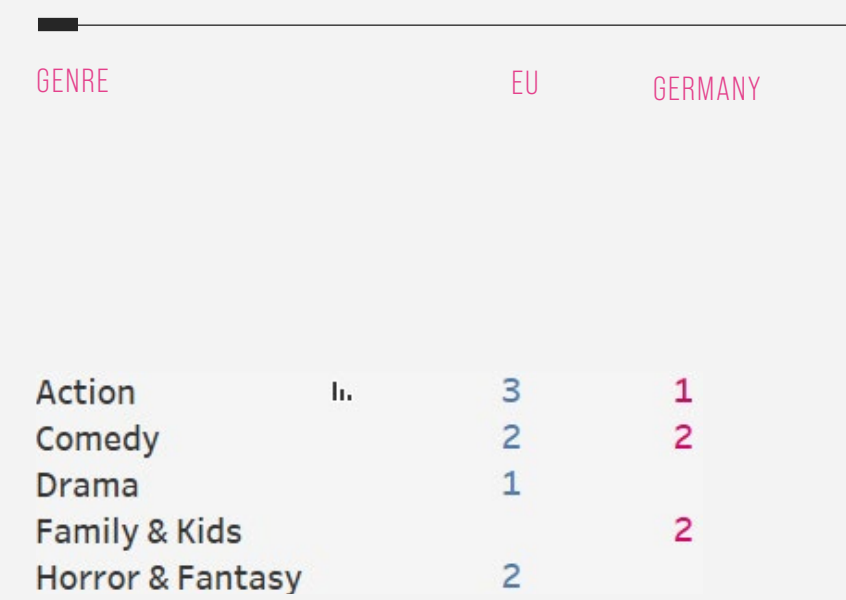 GENRE EU GERMANY
Action 3 1
Comedy 2 2
Drama 1
Family & Kids 2
Horror & Fantasy 2